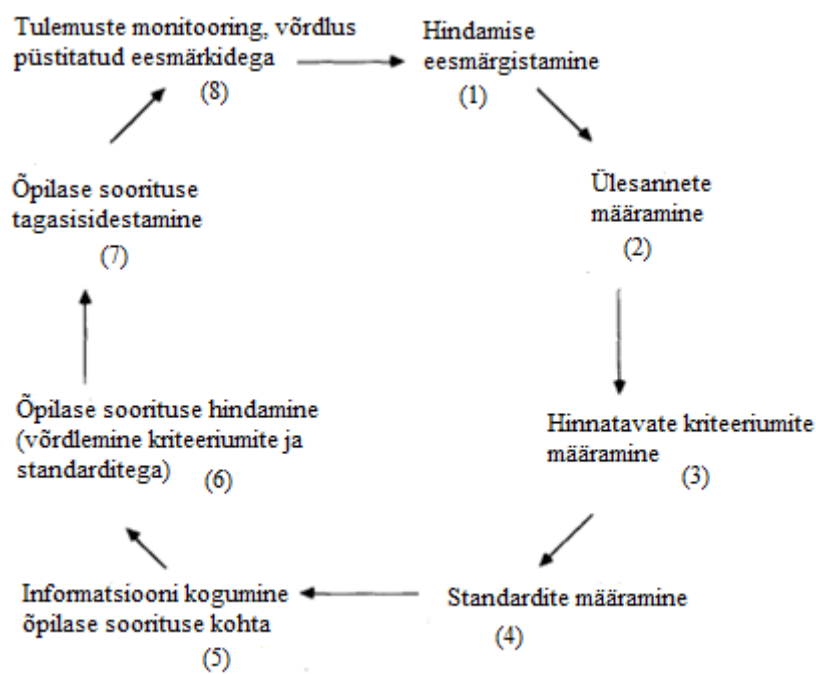 Tulemuste monitooring, võrdlus
püstitatud eesmärkidega
(8)
Hindamise
eesmärgistamine
(1)
Ülesannete
määramine
(2)
Hinnatavate kriteeriumite
määramine
(3)
Standardite määramine
(4)
Informatsiooni kogumine
õpilase soorituse kohta
(5)
Õpilase soorituse hindamine
(võrdlemine kriteeriumite ja
standarditega) (6)
Õpilase soorituse
tagasisidestamine
(7)